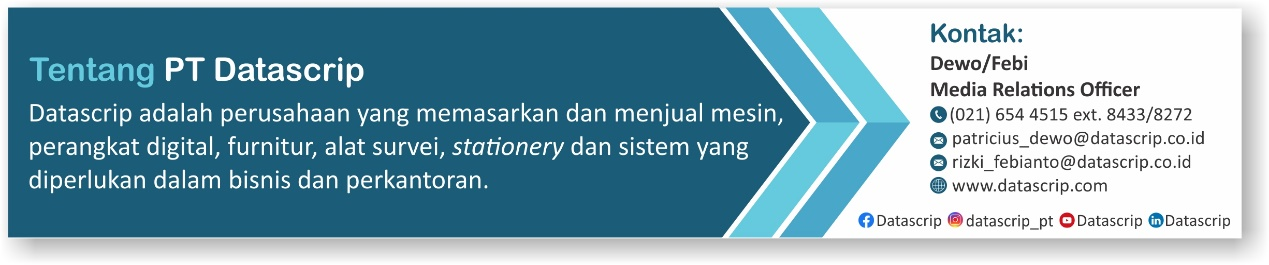 Tentang PT Datascrip
Datascrip adalah perusahaan yang memasarkan dan menjual mesin,
perangkat digital, furnitur, alat survei, stationery dan sistem yang
diperlukan dalam bisnis dan perkantoran.
Kontak:
Dewo/Febi
Media Relations Officer
(021) 654 4515 ext. 8433/8272
patricius_dewo@datascrip.co.id
rizki_febianto@datascrip.co.id
www.datascrip.com
Datascrip datascrip_pt Datascrip Datascrip